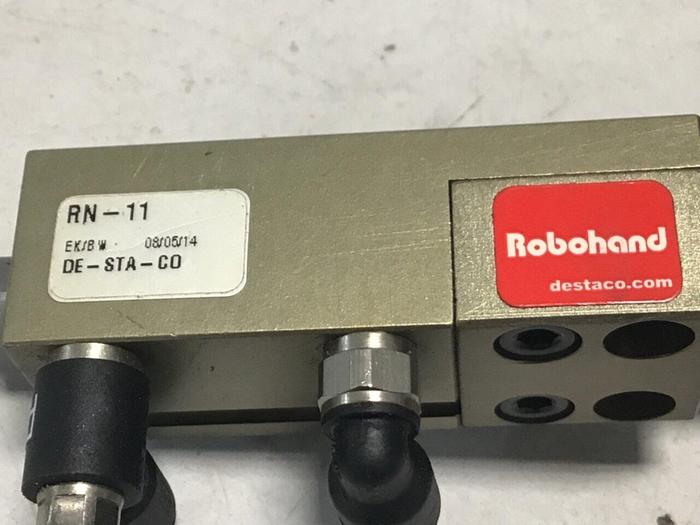 RN-11
EK/BW 08/05/14
DE-STA-CO
Robohand
destaco.com